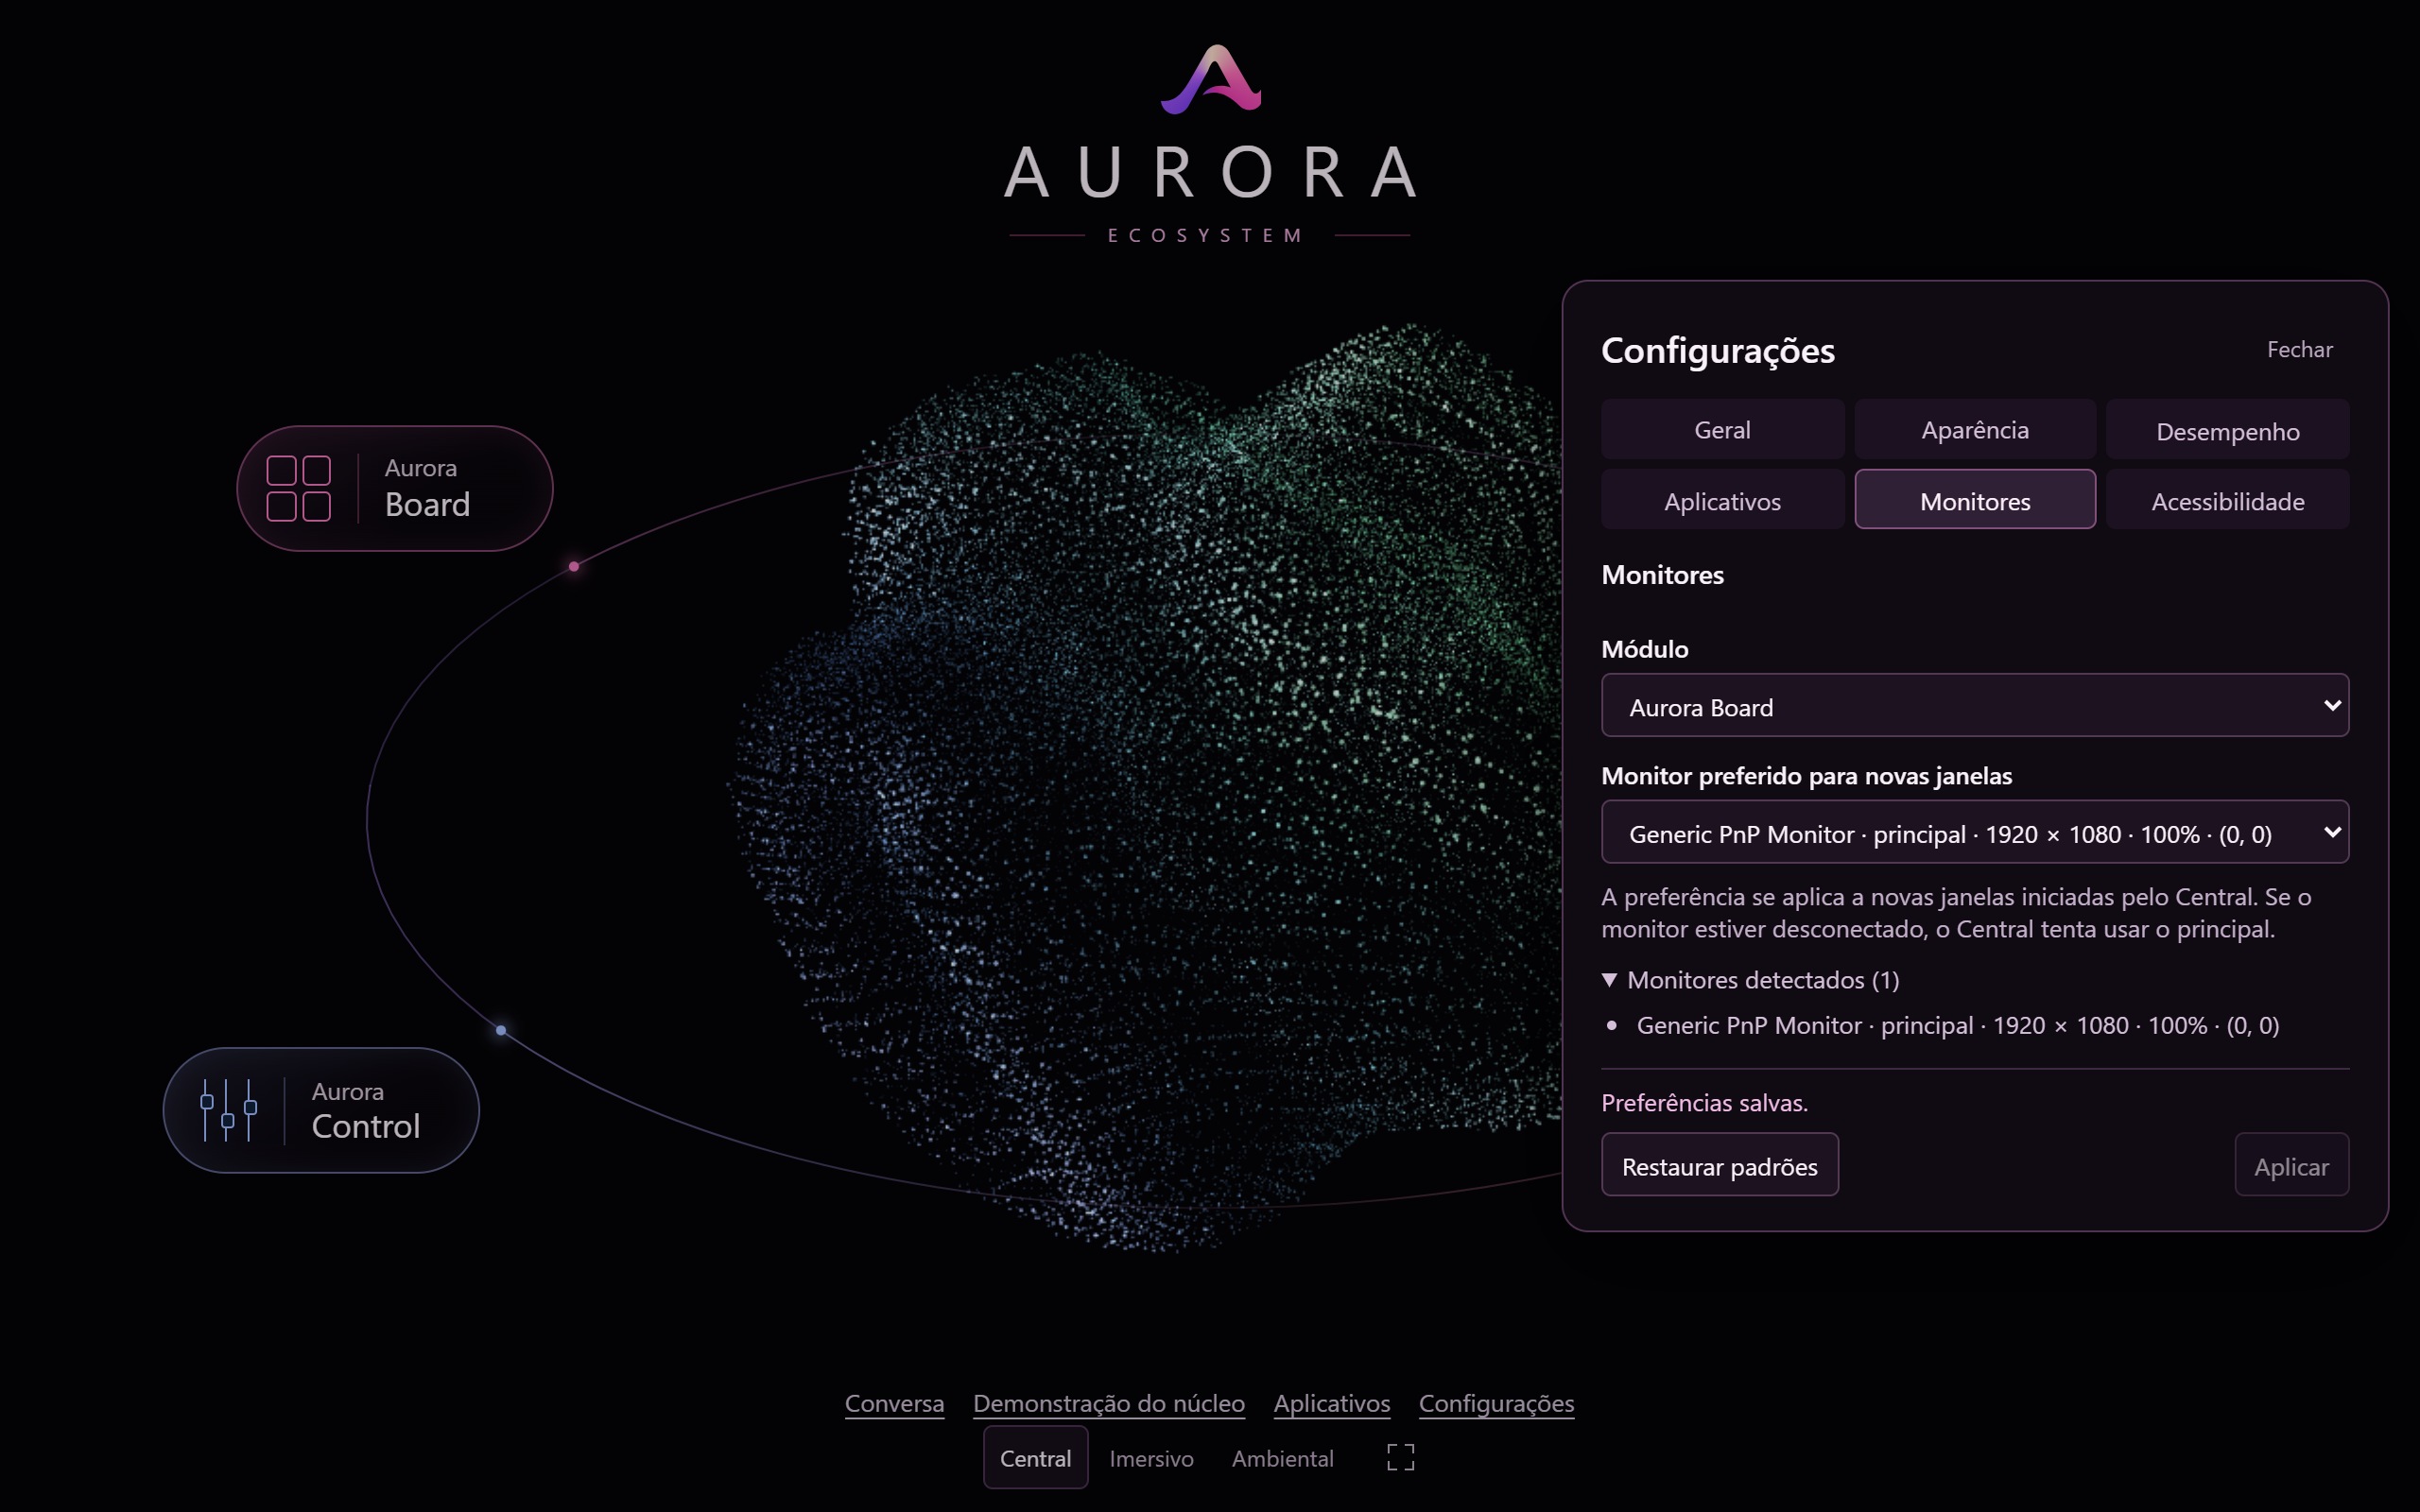 AURORA
ECOSYSTEM
Aurora
Board
Aurora
Control
Configurações
Fechar
Geral
Aparência
Desempenho
Aplicativos
Monitores
Acessibilidade
Monitores
Módulo
Aurora Board
Monitor preferido para novas janelas
Generic PnP Monitor · principal · 1920 × 1080 · 100% · (0, 0)
A preferência se aplica a novas janelas iniciadas pelo Central. Se o
monitor estiver desconectado, o Central tenta usar o principal.
▼ Monitores detectados (1)
• Generic PnP Monitor · principal · 1920 × 1080 · 100% · (0, 0)
Preferências salvas.
Restaurar padrões
Aplicar
Conversa
Demonstração do núcleo
Aplicativos
Configurações
Central
Imersivo
Ambiental